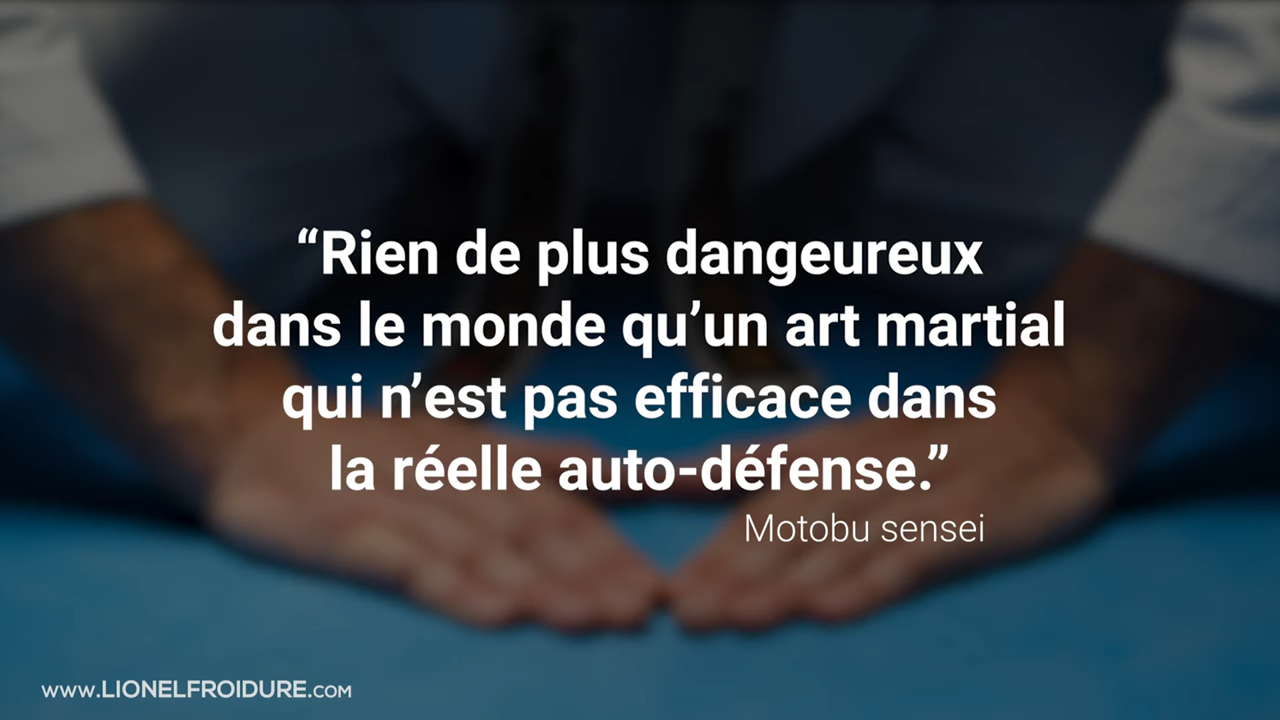 “Rien de plus dangeureux
dans le monde qu’un art martial
qui n’est pas efficace dans
la réelle auto-défense.”
Motobu sensei
www.LIONELFROIDURE.COM